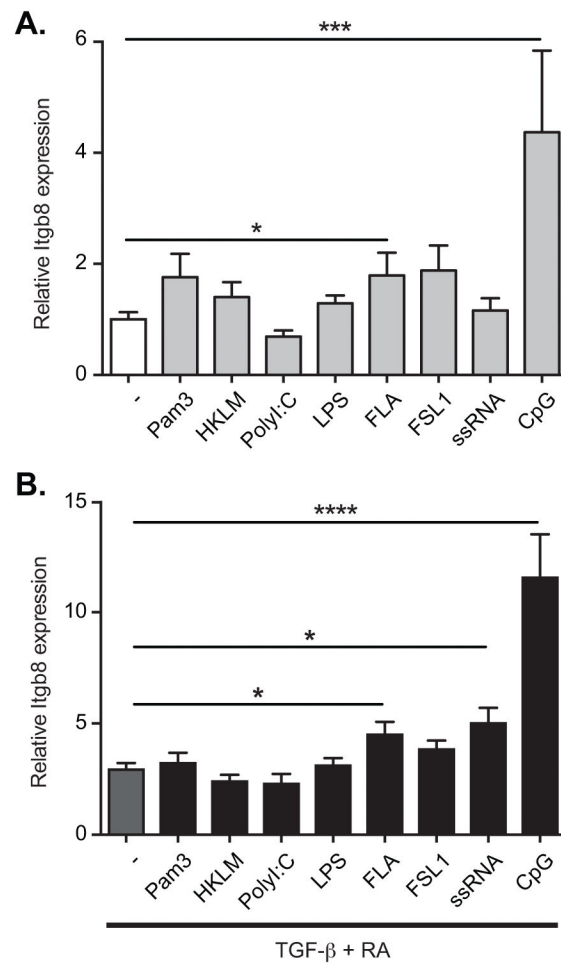 A.
***
6
4
2
0
*
Relative Itgb8 expression
-
Pam3
HKLM
PolyI:C
LPS
FLA
FSL1
ssRNA
CpG
B.
****
15
10
5
0
*
*
Relative Itgb8 expression
-
Pam3
HKLM
PolyI:C
LPS
FLA
FSL1
ssRNA
CpG
TGF-β + RA